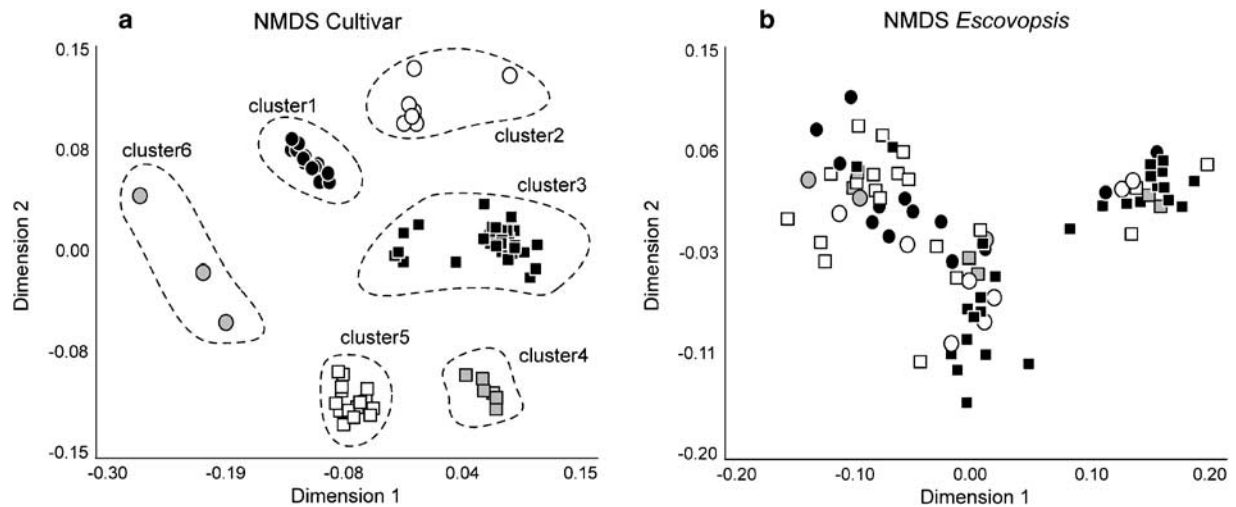 a NMDS Cultivar
0.15
0.08
0.00
-0.08
-0.15
Dimension 2
cluster1
cluster2
cluster6
cluster3
cluster5
cluster4
-0.30 -0.19 -0.08 0.04 0.15
Dimension 1
b NMDS Escovopsis
0.15
0.06
-0.03
-0.11
-0.20
Dimension 2
-0.20 -0.10 0.00 0.10 0.20
Dimension 1